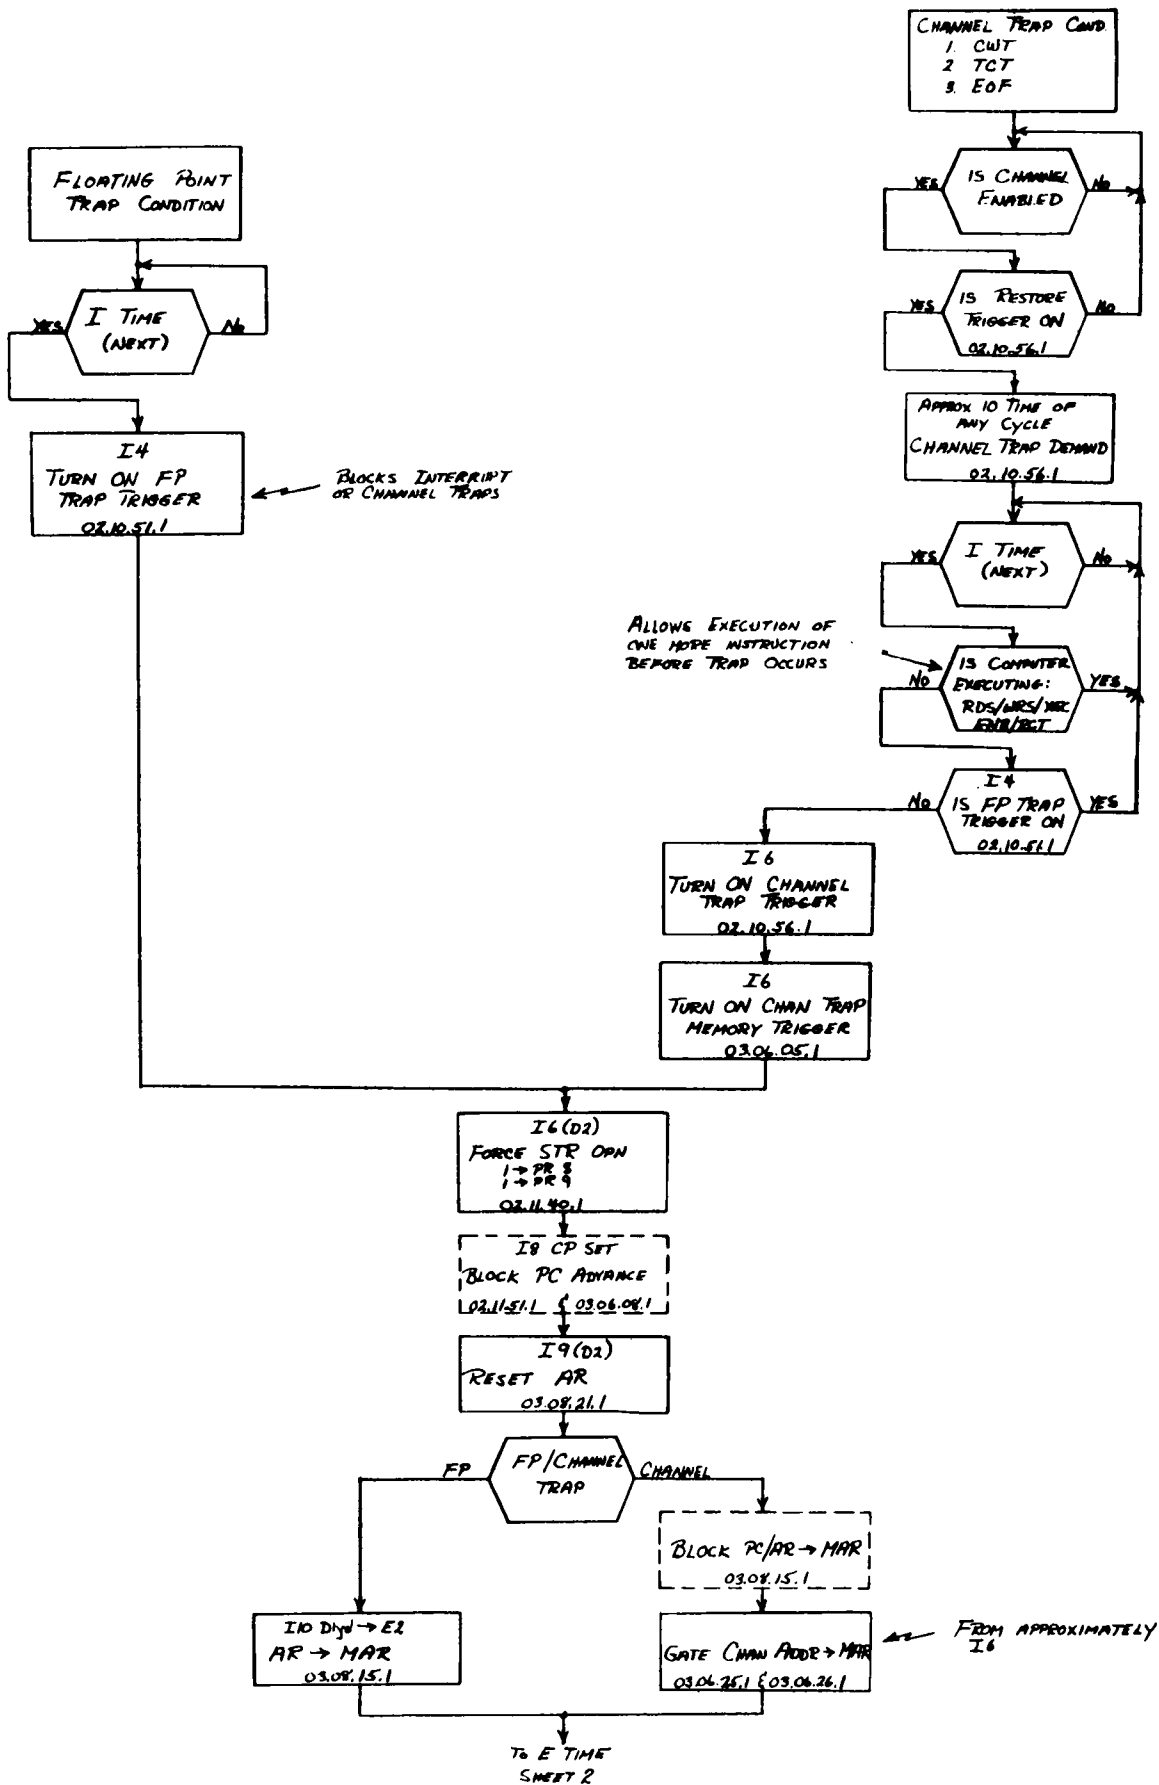 CHANNEL TRAP COND.
1. CWT
2 TCT
3. EOF
FLOATING POINT
TRAP CONDITION
IS CHANNEL
ENABLED
YES
NO
I TIME
(NEXT)
YES
NO
IS RESTORE
TRIGGER ON
02.10.56.1
YES
NO
APPROX 10 TIME OF
ANY CYCLE
CHANNEL TRAP DEMAND
02.10.56.1
I4
TURN ON FP
TRAP TRIGGER
02.10.51.1
BLOCKS INTERRIPT
OR CHANNEL TRAPS
I TIME
(NEXT)
YES
NO
ALLOWS EXECUTION OF
ONE MORE INSTRUCTION
BEFORE TRAP OCCURS
IS COMPUTER
EXECUTING:
RDS/WRS/XEC
ENB/RCT
NO
YES
I4
IS FP TRAP
TRIGGER ON
02.10.51.1
NO
YES
I6
TURN ON CHANNEL
TRAP TRIGGER
02.10.56.1
I6
TURN ON CHAN TRAP
MEMORY TRIGGER
03.06.05.1
I6(D2)
FORCE STR OPN
1→PR 8
1→PR 9
02.11.40.1
I8 CP SET
BLOCK PC ADVANCE
02.11.51.1 & 03.06.08.1
I9(D2)
RESET AR
03.08.21.1
FP/CHANNEL
TRAP
FP
CHANNEL
BLOCK PC/AR→MAR
03.08.15.1
I10 Dlyd→E2
AR→MAR
03.08.15.1
GATE CHAN ADDR→MAR
03.06.25.1 & 03.06.26.1
FROM APPROXIMATELY
I6
TO E TIME
SHEET 2